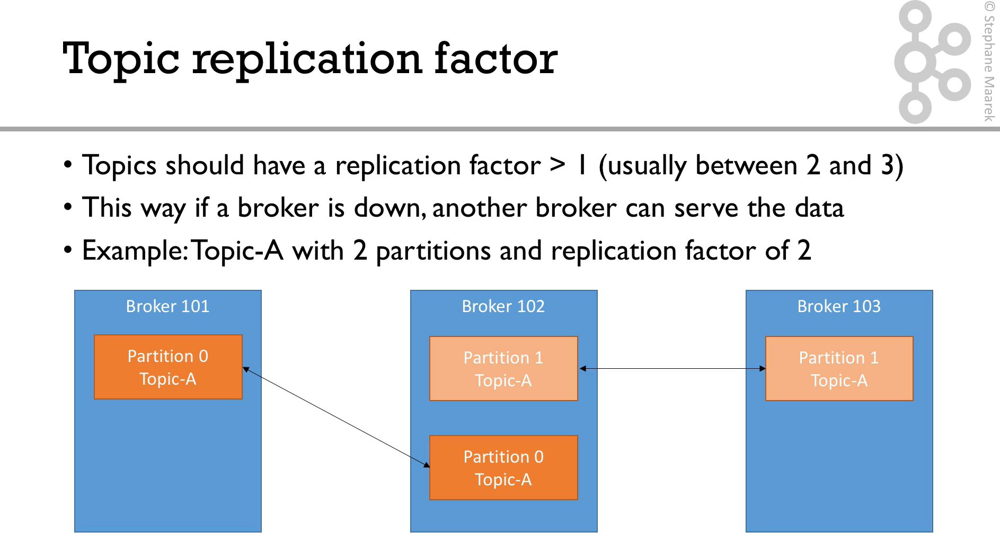 © Stephane Maarek
Topic replication factor
• Topics should have a replication factor > 1 (usually between 2 and 3)
• This way if a broker is down, another broker can serve the data
• Example: Topic-A with 2 partitions and replication factor of 2
Broker 101
Partition 0
Topic-A
Broker 102
Partition 1
Topic-A
Partition 0
Topic-A
Broker 103
Partition 1
Topic-A